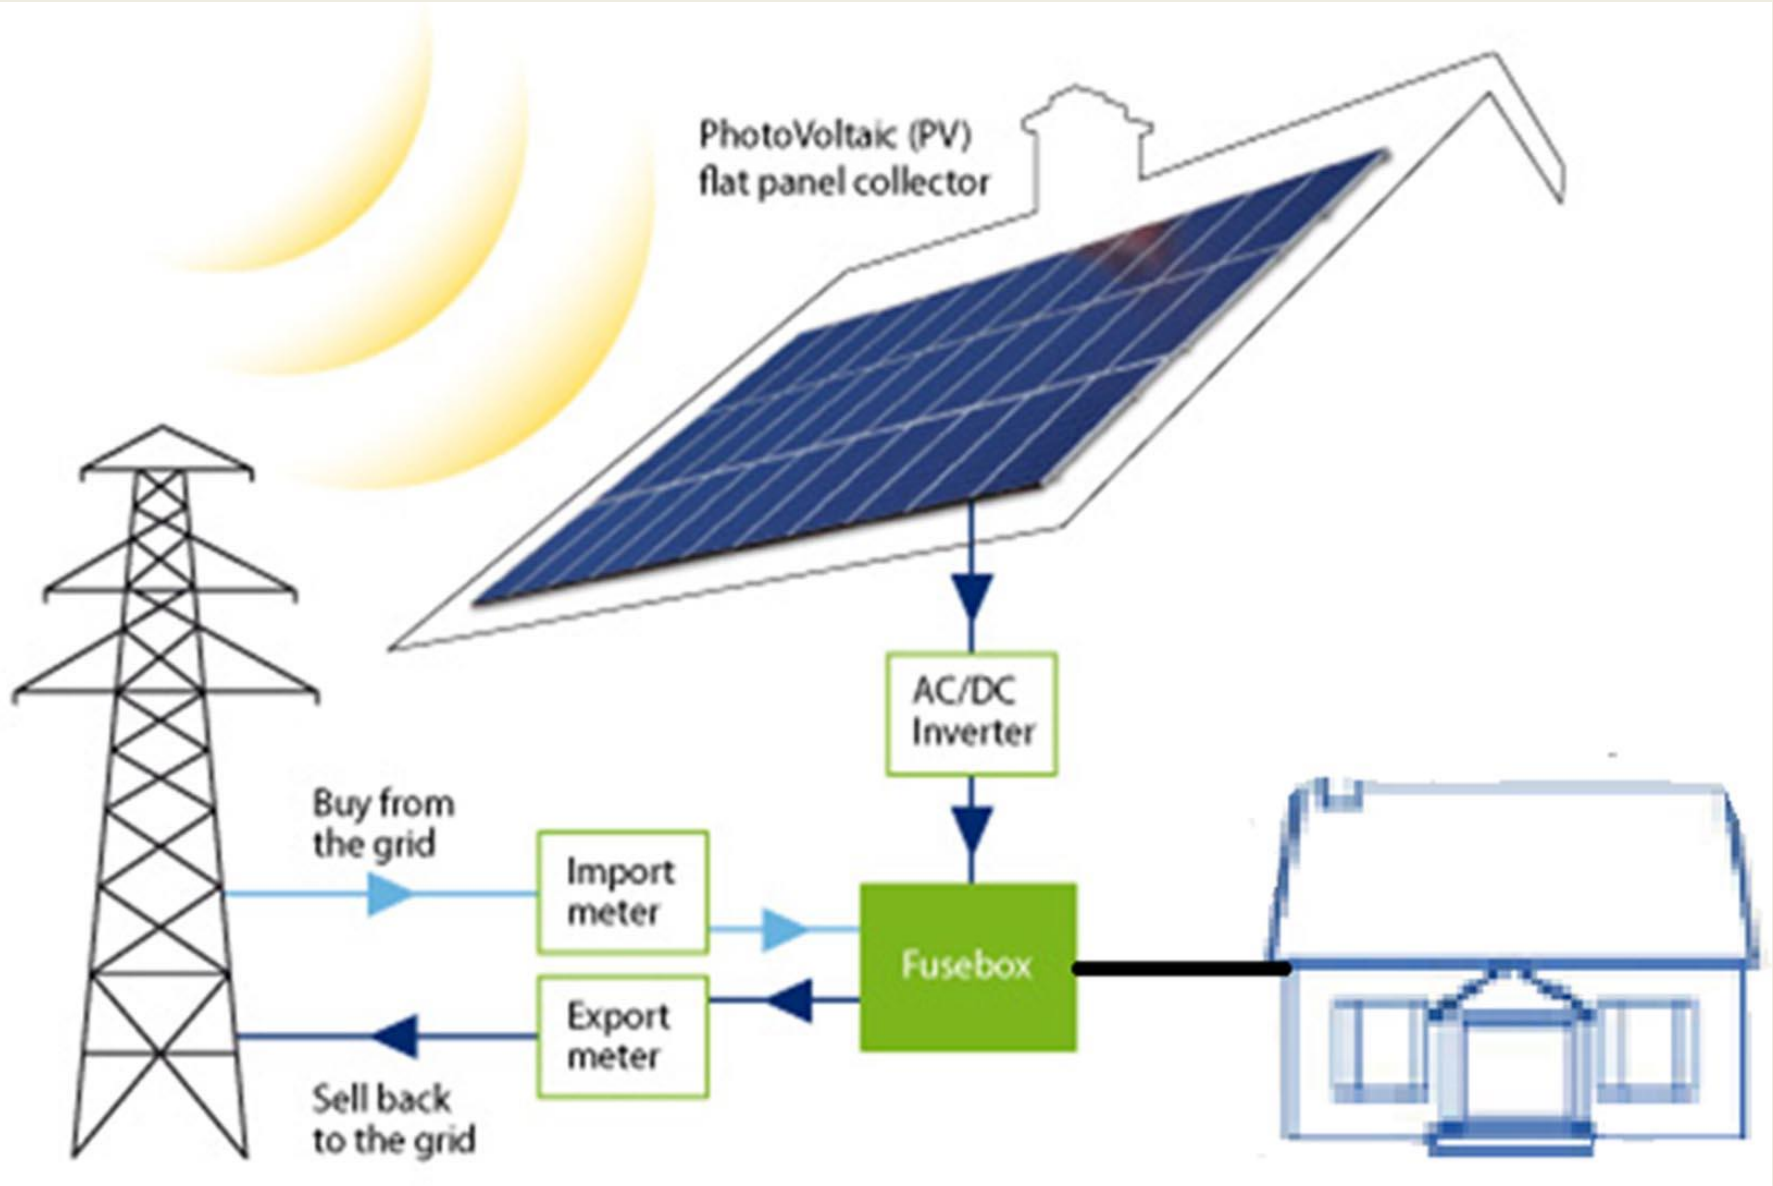 PhotoVoltaic (PV)
flat panel collector
AC/DC
Inverter
Buy from
the grid
Import
meter
Fusebox
Export
meter
Sell back
to the grid